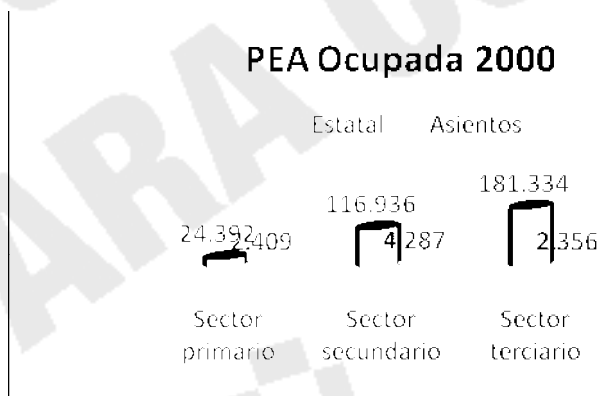 PEA Ocupada 2000
Estatal Asientos
181.334
116.936
24.392 2.409 4.287 2.356
Sector primario
Sector secundario
Sector terciario